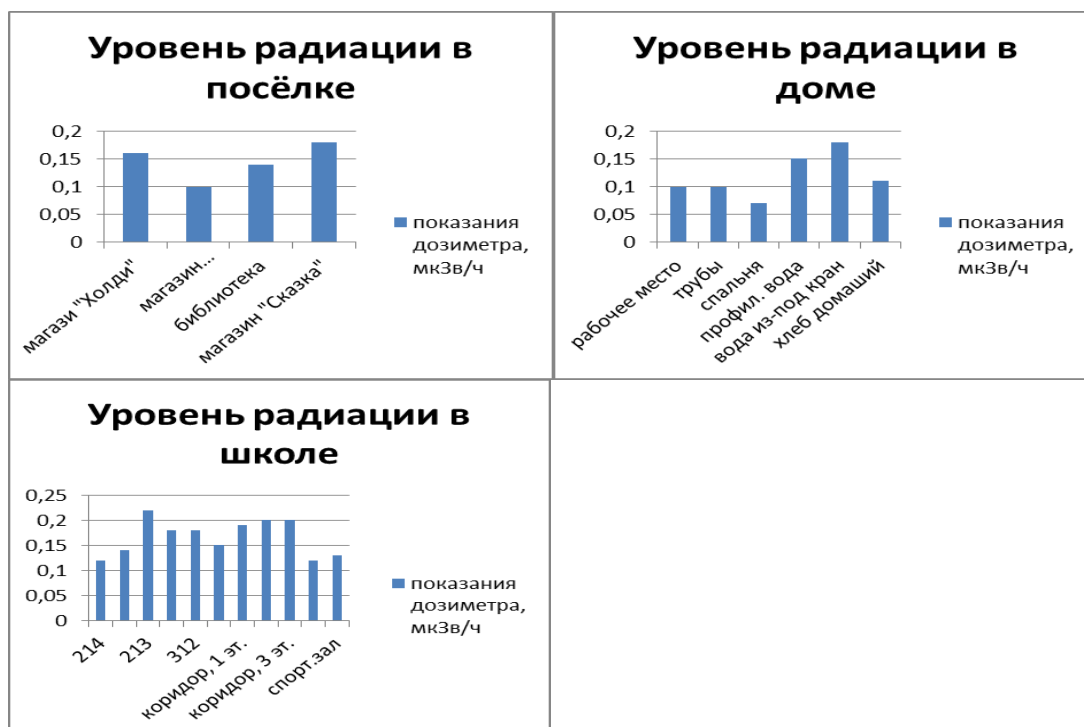 Уровень радиации в
посёлке
0,2
0,15
0,1
0,05
0
магази "Холди"
магазин...
библиотека
магазин "Сказка"
показания
дозиметра,
мкЗв/ч
Уровень радиации в
доме
0,2
0,15
0,1
0,05
0
рабочее место
трубы
спальня
профил. вода
вода из-под кран
хлеб домаший
показания
дозиметра,
мкЗв/ч
Уровень радиации в
школе
0,25
0,2
0,15
0,1
0,05
0
214
213
312
коридор, 1 эт.
коридор, 3 эт.
спорт.зал
показания
дозиметра,
мкЗв/ч